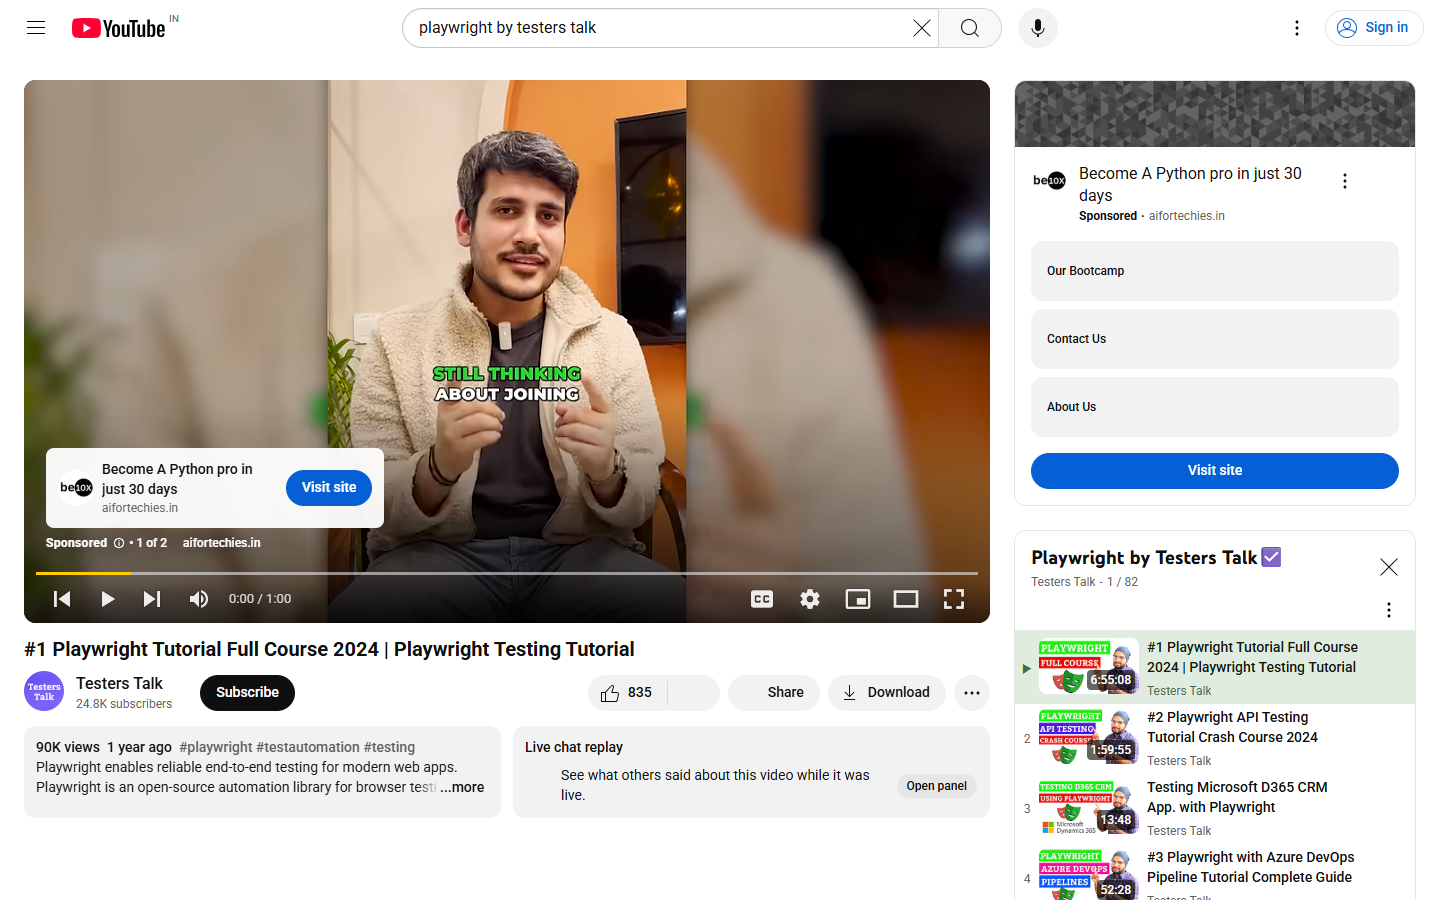 YouTube IN
playwright by testers talk
Sign in
STILL THINKING
ABOUT JOINING
be10X
Become A Python pro in
just 30 days
aifortechies.in
Visit site
Sponsored • 1 of 2 aifortechies.in
0:00 / 1:00
CC
#1 Playwright Tutorial Full Course 2024 | Playwright Testing Tutorial
Testers
Talk
Testers Talk
24.8K subscribers
Subscribe
835
Share
Download
90K views 1 year ago #playwright #testautomation #testing
Playwright enables reliable end-to-end testing for modern web apps.
Playwright is an open-source automation library for browser testi ...more
Live chat replay
See what others said about this video while it was
live.
Open panel
be10X
Become A Python pro in just 30
days
Sponsored · aifortechies.in
Our Bootcamp
Contact Us
About Us
Visit site
Playwright by Testers Talk
Testers Talk - 1 / 82
PLAYWRIGHT
FULL COURSE
6:55:08
#1 Playwright Tutorial Full Course
2024 | Playwright Testing Tutorial
Testers Talk
2
PLAYWRIGHT
API TESTING
CRASH COURSE
1:59:55
#2 Playwright API Testing
Tutorial Crash Course 2024
Testers Talk
3
TESTING D365 CRM
USING PLAYWRIGHT
Microsoft
Dynamics 365
13:48
Testing Microsoft D365 CRM
App. with Playwright
Testers Talk
4
PLAYWRIGHT
AZURE DEVOPS
PIPELINES
52:28
#3 Playwright with Azure DevOps
Pipeline Tutorial Complete Guide
Testers Talk